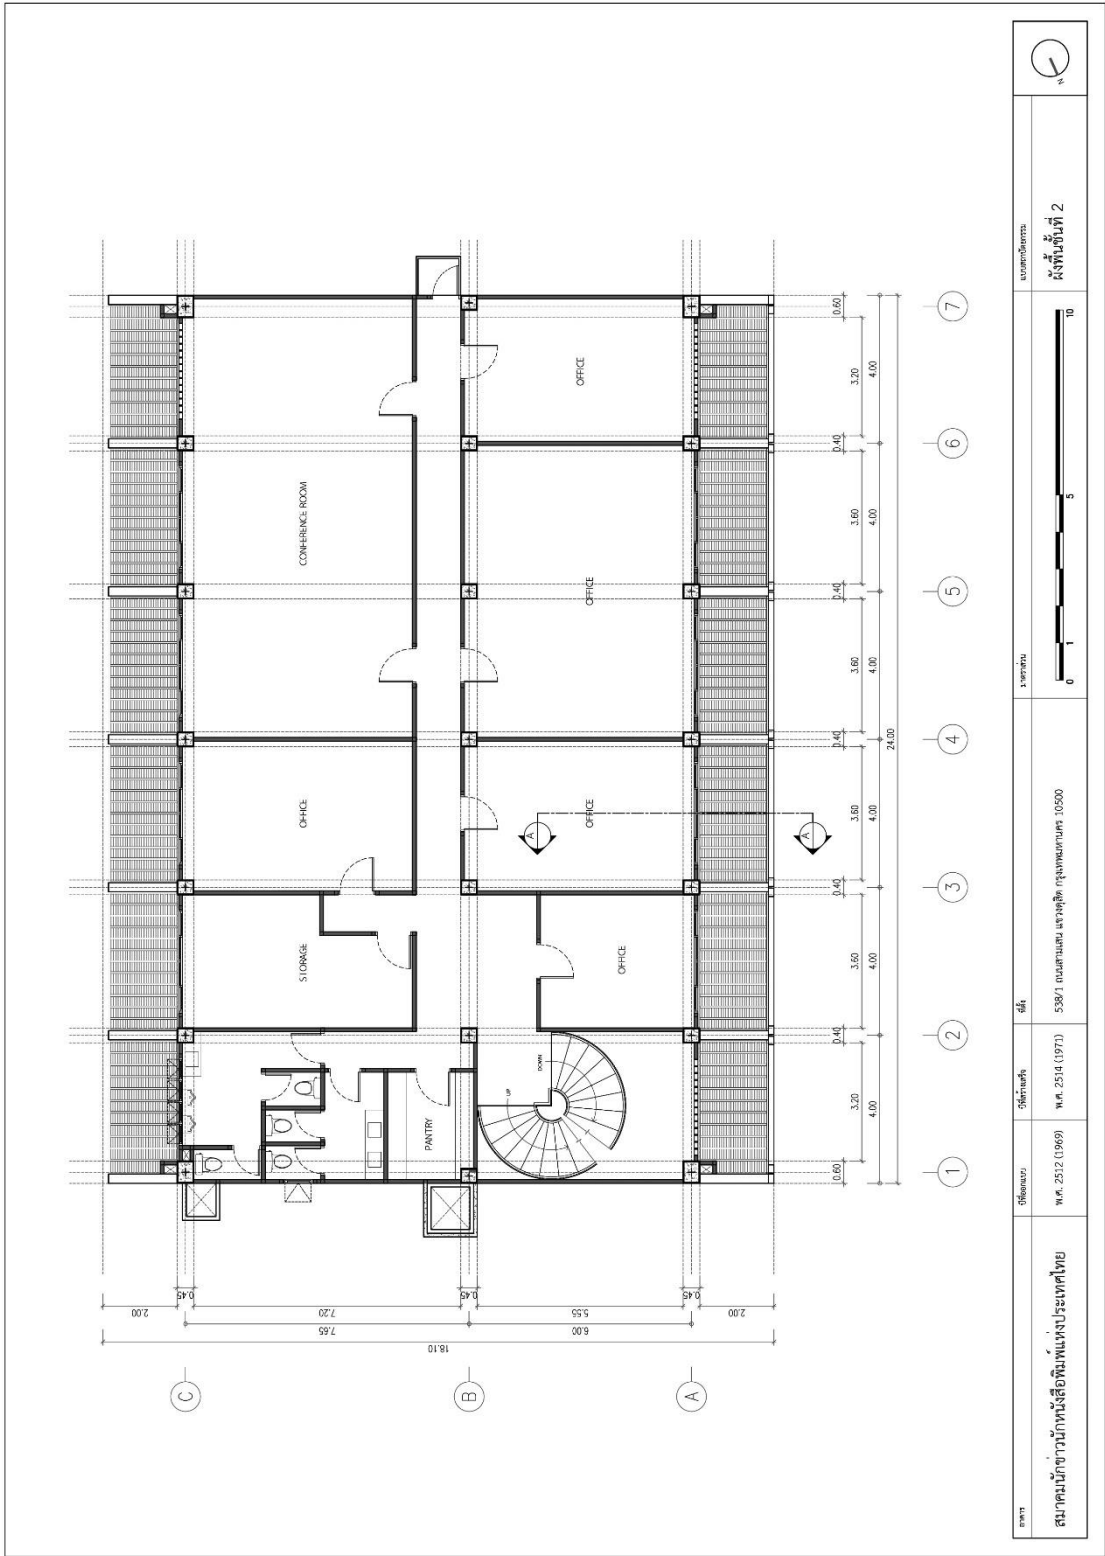 CONFERENCE ROOM
OFFICE
STORAGE
PANTRY
OFFICE
OFFICE
OFFICE
OFFICE
UP
DOWN
A
A
C
B
A
2.00
0.45
7.20
0.45
5.55
0.45
2.00
7.65
6.00
18.10
0.60 3.20 0.40 3.60 0.40 3.60 0.40 3.60 0.40 3.60 0.40 3.20 0.60
4.00 4.00 4.00 4.00 4.00 4.00
24.00
1 2 3 4 5 6 7
อาคาร
สมาคมนักข่าวนักหนังสือพิมพ์แห่งประเทศไทย
ปีที่ออกแบบ
พ.ศ. 2512 (1969)
ปีที่สร้างเสร็จ
พ.ศ. 2514 (1971)
ที่ตั้ง
538/1 ถนนสามเสน แขวงดุสิต กรุงเทพมหานคร 10500
มาตราส่วน
0 1 5 10
แบบสถาปัตยกรรม
ผังพื้นชั้นที่ 2
N